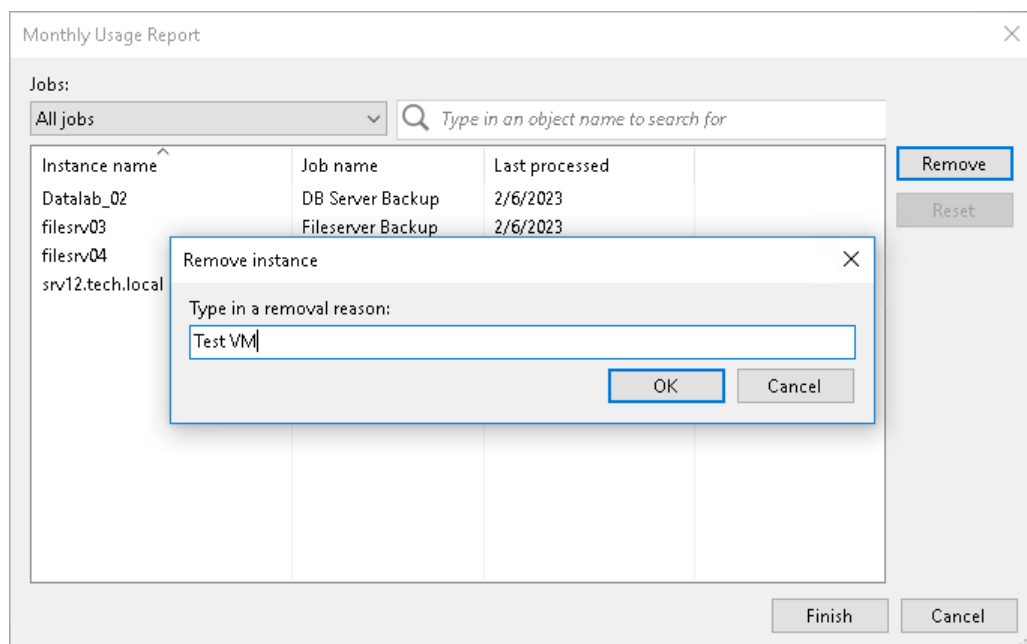 Monthly Usage Report
Jobs:
All jobs
Type in an object name to search for
Instance name Job name Last processed
Remove
Datalab_02 DB Server Backup 2/6/2023
Reset
filesrv03 Fileserver Backup 2/6/2023
filesrv04
srv12.tech.local
Remove instance
Type in a removal reason:
Test VM
OK Cancel
Finish Cancel